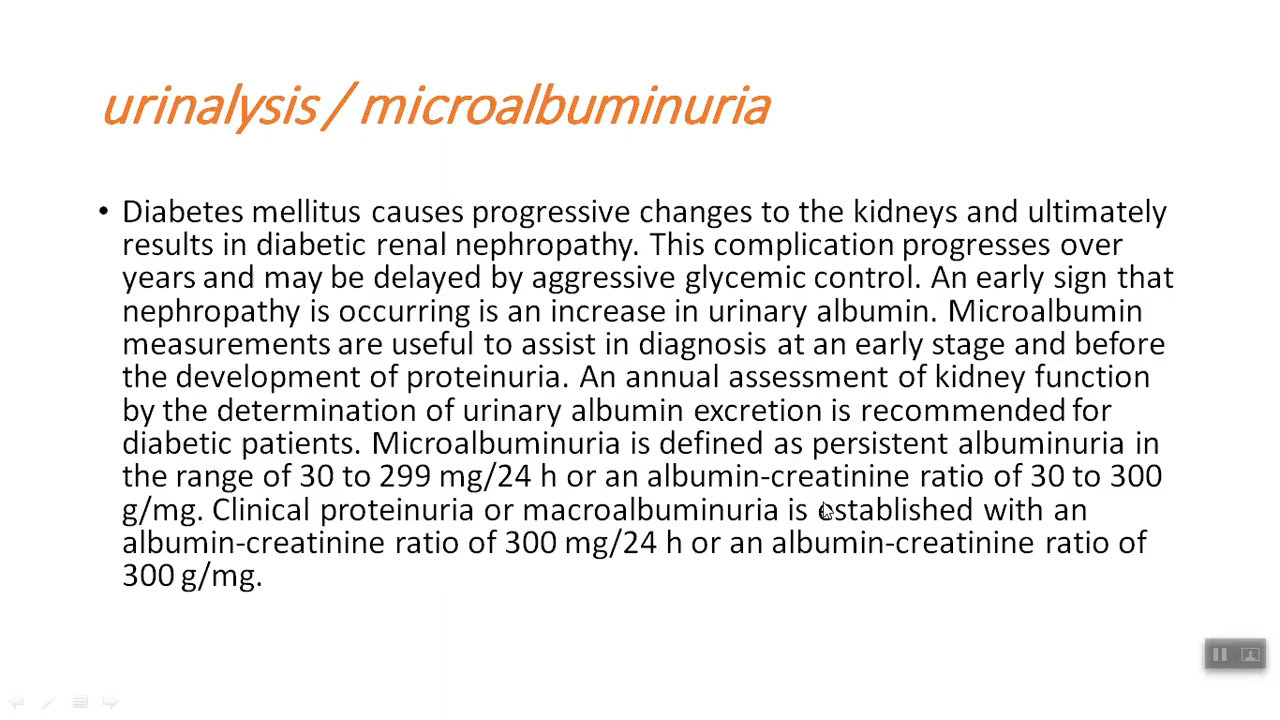 urinalysis / microalbuminuria
• Diabetes mellitus causes progressive changes to the kidneys and ultimately
results in diabetic renal nephropathy. This complication progresses over
years and may be delayed by aggressive glycemic control. An early sign that
nephropathy is occurring is an increase in urinary albumin. Microalbumin
measurements are useful to assist in diagnosis at an early stage and before
the development of proteinuria. An annual assessment of kidney function
by the determination of urinary albumin excretion is recommended for
diabetic patients. Microalbuminuria is defined as persistent albuminuria in
the range of 30 to 299 mg/24 h or an albumin-creatinine ratio of 30 to 300
g/mg. Clinical proteinuria or macroalbuminuria is established with an
albumin-creatinine ratio of 300 mg/24 h or an albumin-creatinine ratio of
300 g/mg.